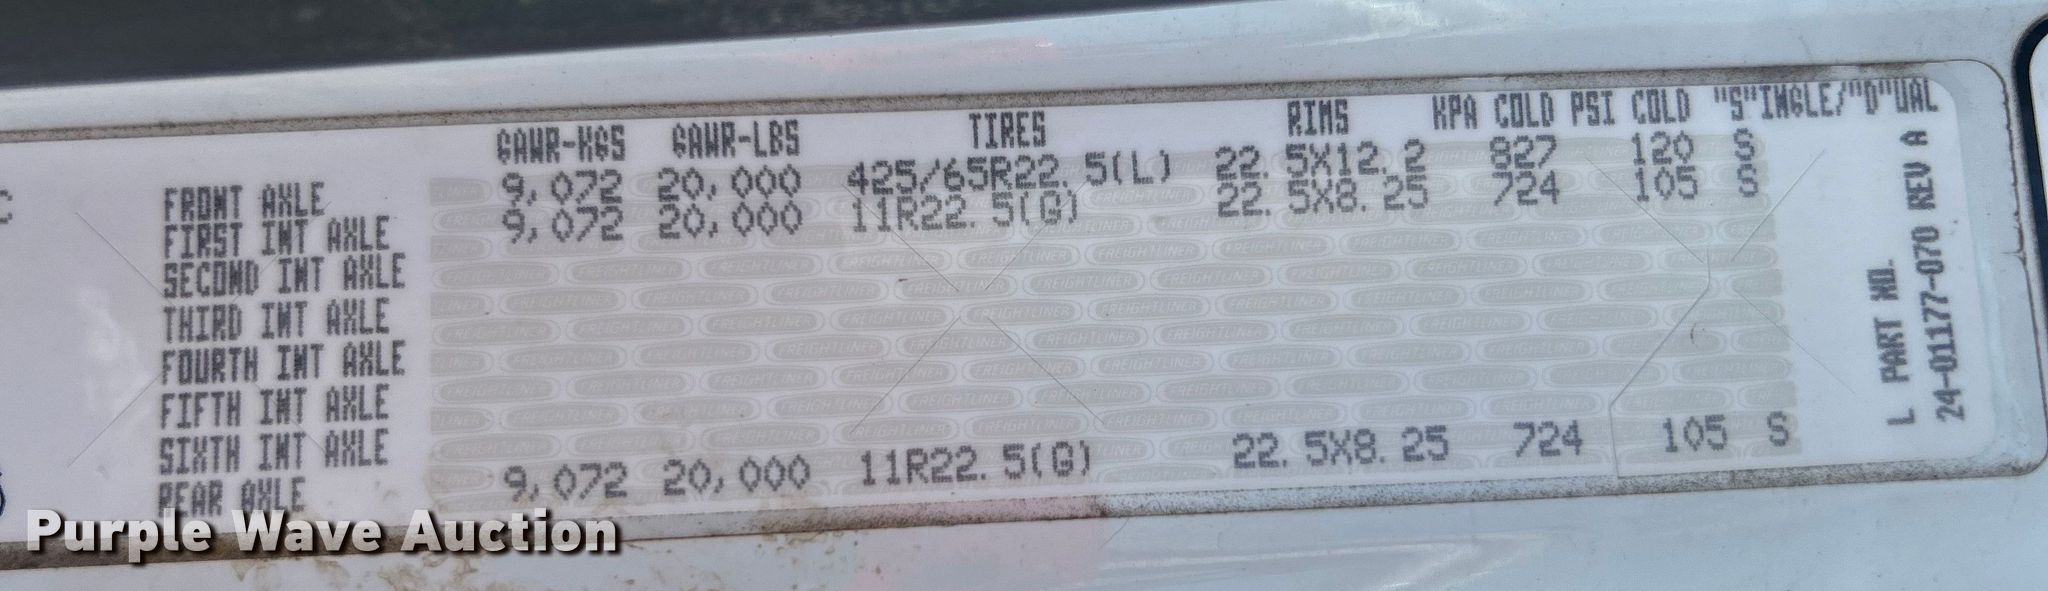 GAWR-KGS GAWR-LBS TIRES RIMS KPA COLD PSI COLD "S"INGLE/"D"UAL
FRONT AXLE 9,072 20,000 425/65R22.5(L) 22.5X12.2 827 120 S
FIRST INT AXLE 9,072 20,000 11R22.5(G) 22.5X8.25 724 105 S
SECOND INT AXLE
THIRD INT AXLE
FOURTH INT AXLE
FIFTH INT AXLE
SIXTH INT AXLE
REAR AXLE 9,072 20,000 11R22.5(G) 22.5X8.25 724 105 S
L PART NO.
24-011777-070 REV A
Purple Wave Auction